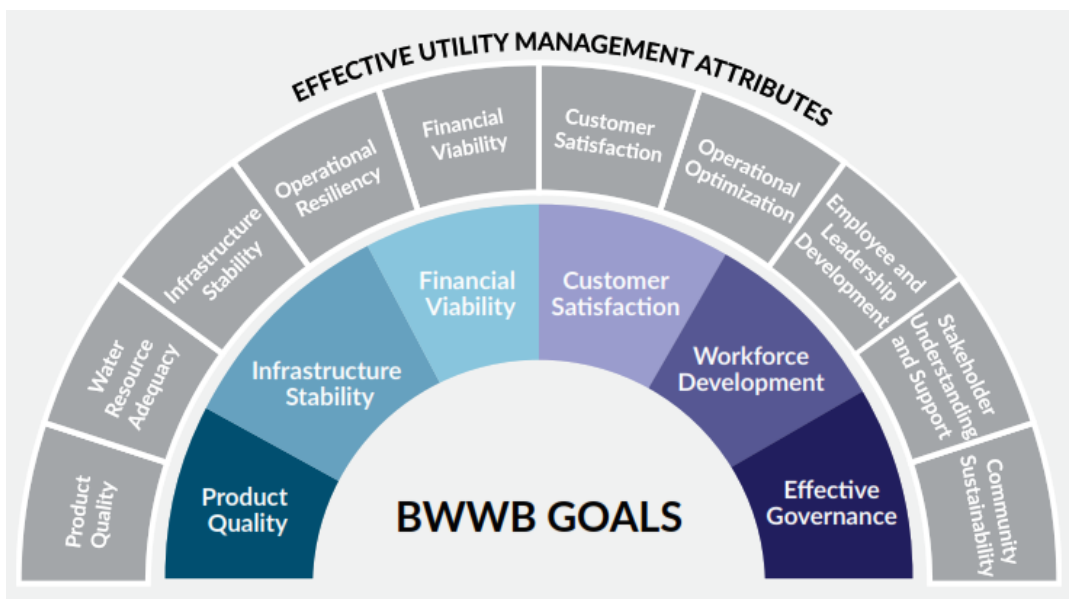 EFFECTIVE UTILITY MANAGEMENT ATTRIBUTES
Product
Quality
Water
Resource
Adequacy
Infrastructure
Stability
Operational
Resiliency
Financial
Viability
Customer
Satisfaction
Operational
Optimization
Employee and
Leadership
Development
Stakeholder
Understanding
and Support
Community
Sustainability
Product
Quality
Infrastructure
Stability
Financial
Viability
Customer
Satisfaction
Workforce
Development
Effective
Governance
BWWB GOALS